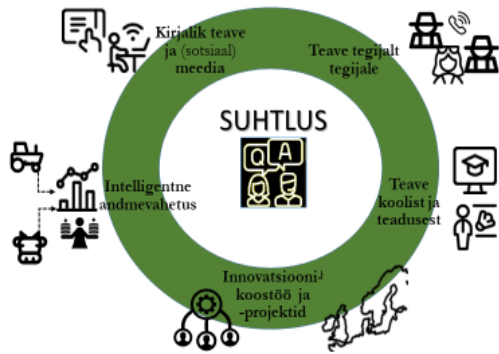 Kirjalik teave
ja (sotsiaal)
meedia
Teave tegijalt
tegijale
SUHTLUS
Q A
Intelligentne
andmevahetus
Teave
koolist ja
teadusest
Innovatsiooni
koostöö ja
-projektid